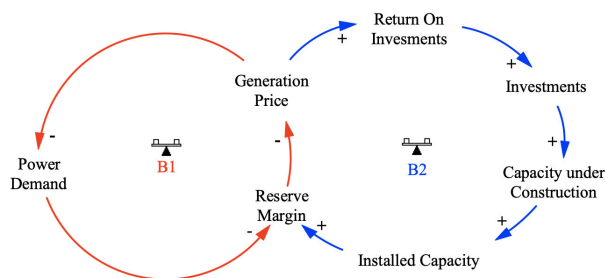 Return On
Invesments
+
+
Generation
Price
Investments
-
+
-
Power
Demand
B1
B2
Capacity under
Construction
Reserve
Margin
-
+
+
Installed Capacity